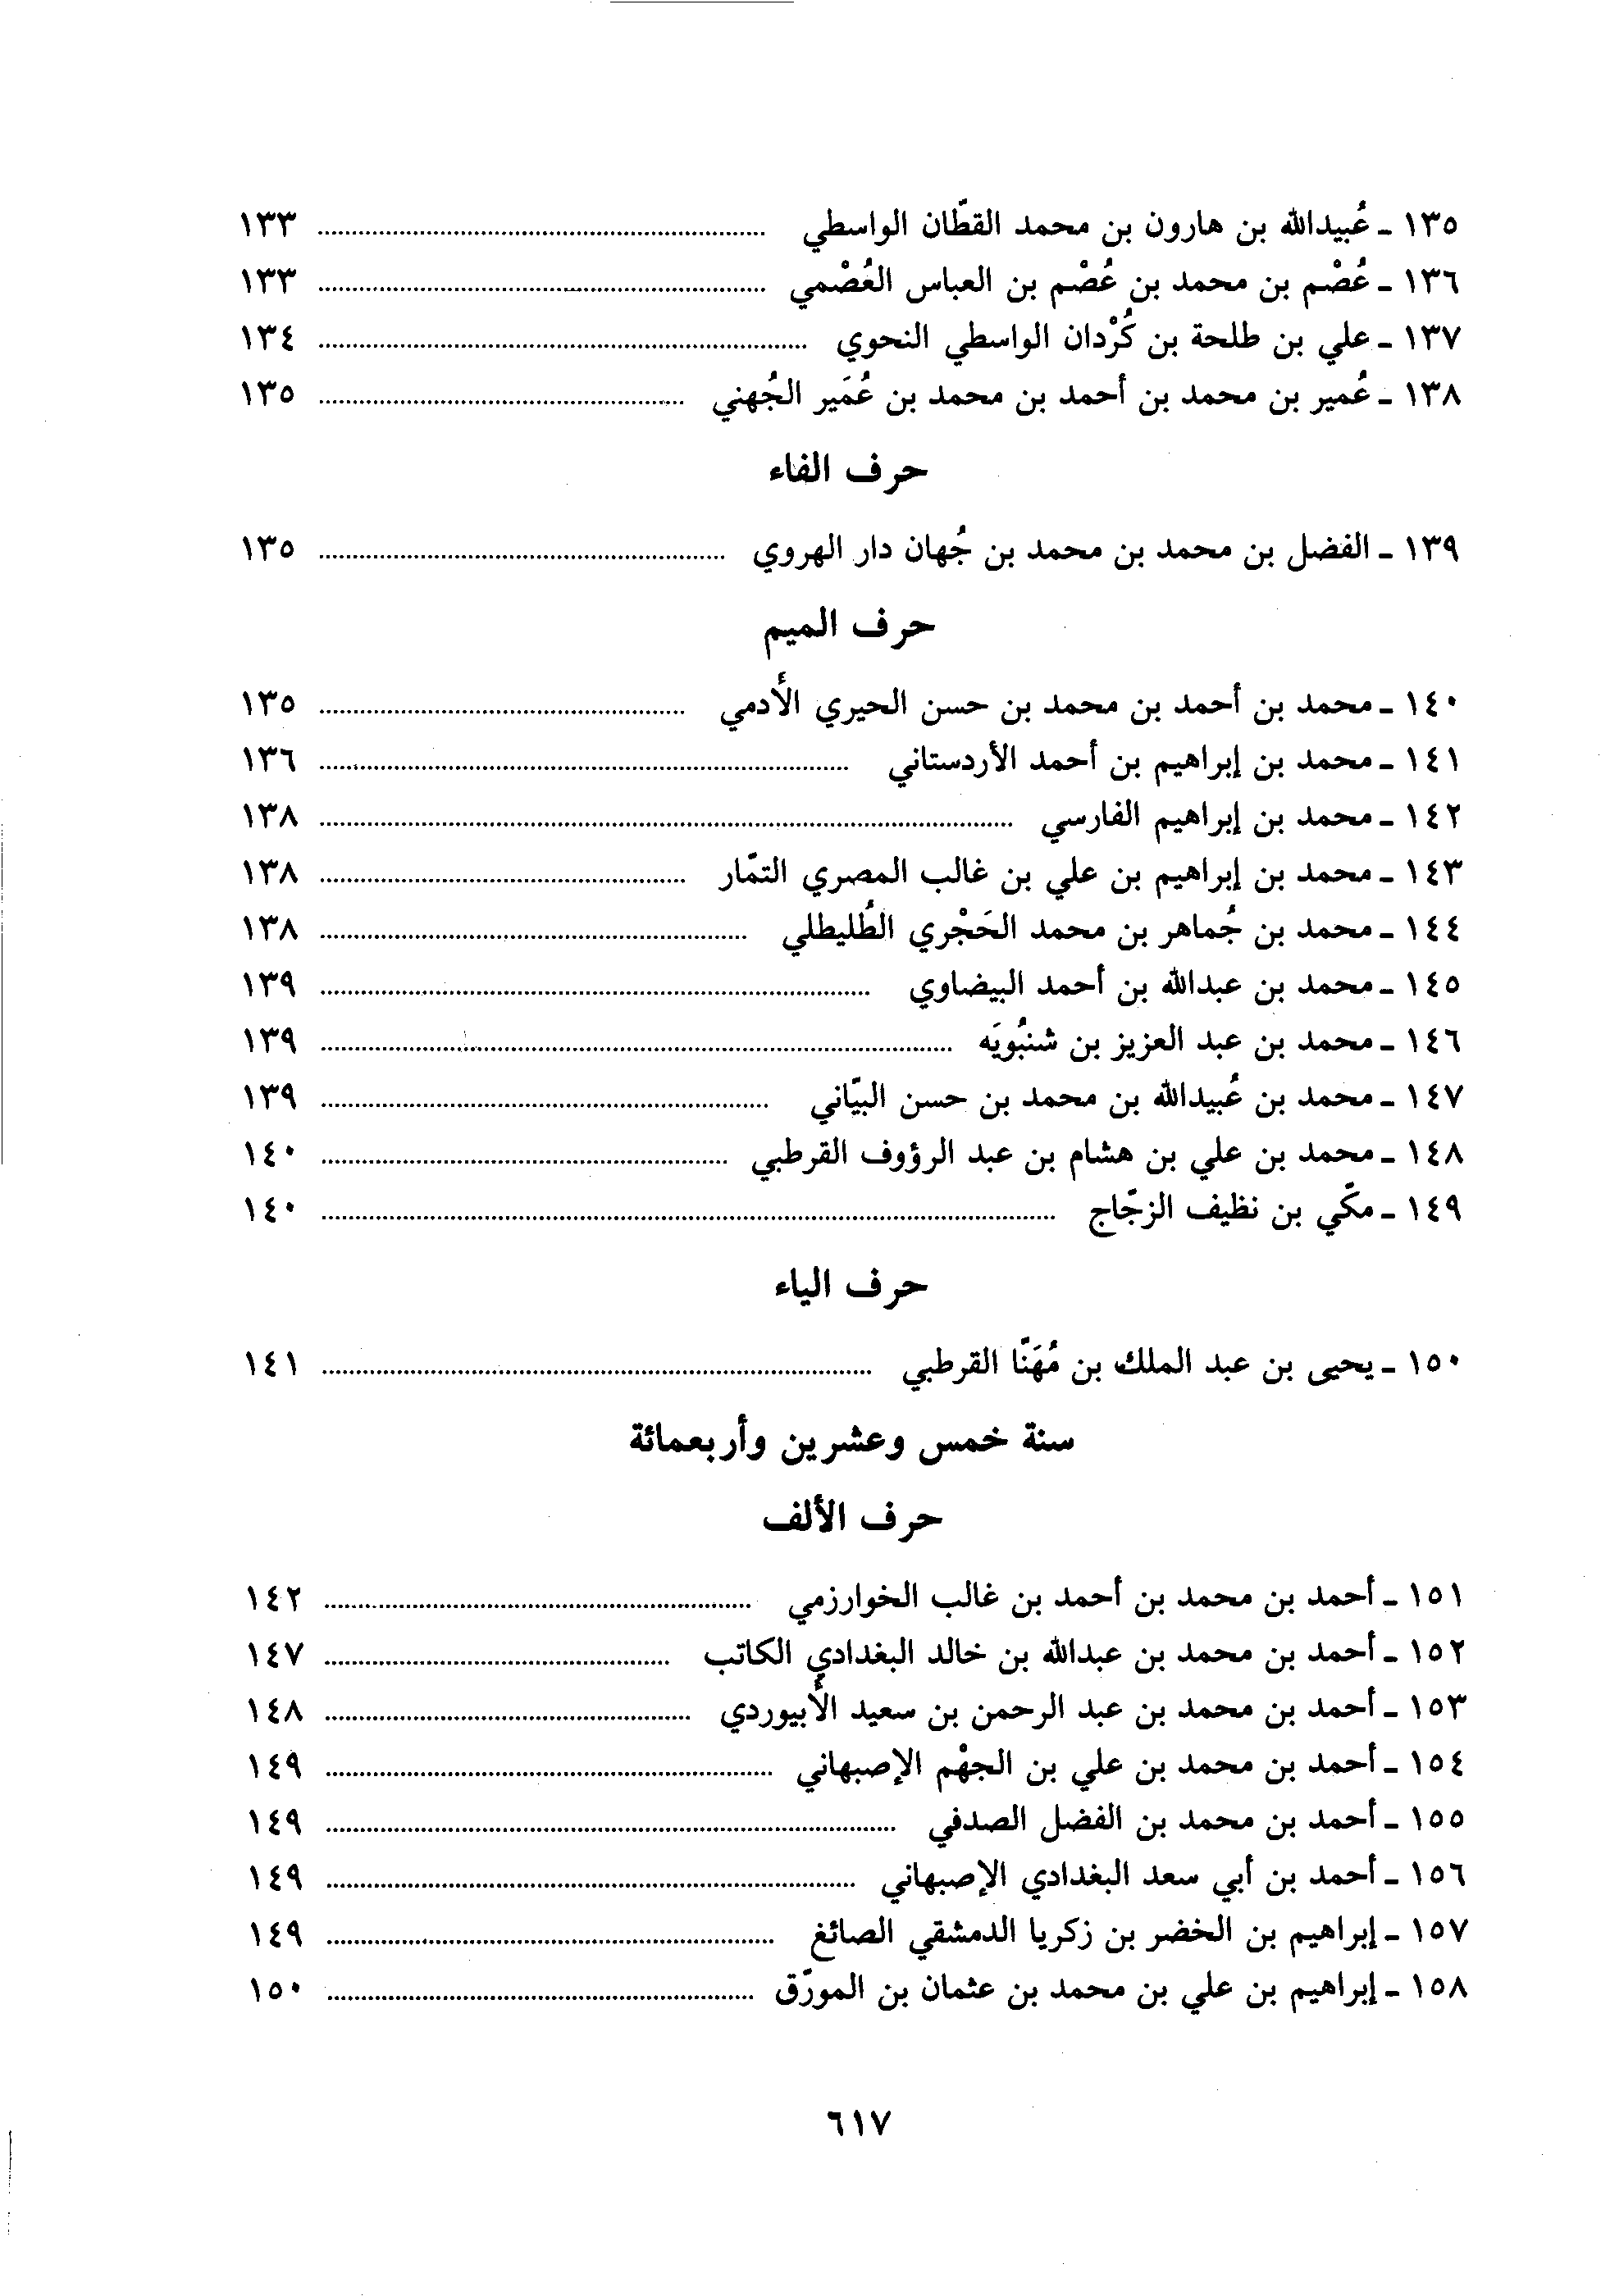 ١٣٥ - عُبيدالله بن هارون بن محمد القطّان الواسطي ........ ١٣٣
١٣٦ - عُصْم بن محمد بن عُصْم بن العباس العُصْمي ........ ١٣٣
١٣٧ - علي بن طلحة بن كُرْدان الواسطي النحوي ........ ١٣٤
١٣٨ - عُمير بن محمد بن أحمد بن محمد بن عُمَير الجُهني ........ ١٣٥
حرف الفاء
١٣٩ - الفضل بن محمد بن محمد بن جُهان دار الهروي ........ ١٣٥
حرف الميم
١٤٠ - محمد بن أحمد بن محمد بن حسن الحيري الأدمي ........ ١٣٥
١٤١ - محمد بن إبراهيم بن أحمد الأردستاني ........ ١٣٦
١٤٢ - محمد بن إبراهيم الفارسي ........ ١٣٨
١٤٣ - محمد بن إبراهيم بن علي بن غالب المصري التمّار ........ ١٣٨
١٤٤ - محمد بن جُماهر بن محمد الحَجْري الطُليطلي ........ ١٣٨
١٤٥ - محمد بن عبدالله بن أحمد البيضاوي ........ ١٣٩
١٤٦ - محمد بن عبد العزيز بن شنبُويَه ........ ١٣٩
١٤٧ - محمد بن عُبيدالله بن محمد بن حسن البيّاني ........ ١٣٩
١٤٨ - محمد بن علي بن هشام بن عبد الرؤوف القرطبي ........ ١٤٠
١٤٩ - مكّي بن نظيف الزجّاج ........ ١٤٠
حرف الياء
١٥٠ - يحيى بن عبد الملك بن مُهَنّا القرطبي ........ ١٤١
سنة خمس وعشرين وأربعمائة
حرف الألف
١٥١ - أحمد بن محمد بن أحمد بن غالب الخوارزمي ........ ١٤٢
١٥٢ - أحمد بن محمد بن عبدالله بن خالد البغدادي الكاتب ........ ١٤٧
١٥٣ - أحمد بن محمد بن عبد الرحمن بن سعيد الأبيوردي ........ ١٤٨
١٥٤ - أحمد بن محمد بن علي بن الجهْم الإصبهاني ........ ١٤٩
١٥٥ - أحمد بن محمد بن الفضل الصدفي ........ ١٤٩
١٥٦ - أحمد بن أبي سعد البغدادي الإصبهاني ........ ١٤٩
١٥٧ - إبراهيم بن الخضر بن زكريا الدمشقي الصائغ ........ ١٤٩
١٥٨ - إبراهيم بن علي بن محمد بن عثمان بن المورّق ........ ١٥٠
٦١٧